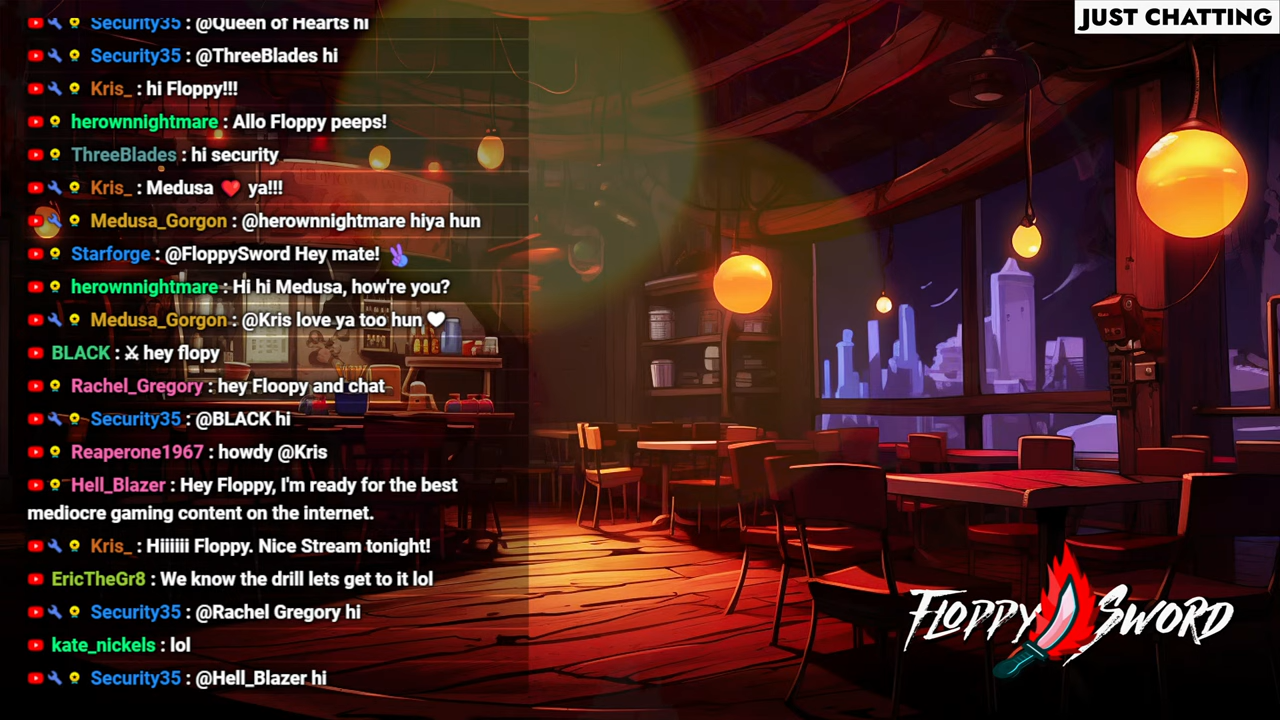 JUST CHATTING
Security35 : @Queen of Hearts hi
Security35 : @ThreeBlades hi
Kris_ : hi Floppy!!!
herownnightmare : Allo Floppy peeps!
ThreeBlades : hi security
Kris_ : Medusa ❤️ ya!!!
Medusa_Gorgon : @herownnightmare hiya hun
Starforge : @FloppySword Hey mate!
herownnightmare : Hi hi Medusa, how're you?
Medusa_Gorgon : @Kris love ya too hun 🤍
BLACK : ⚔ hey flopy
Rachel_Gregory : hey Floopy and chat
Security35 : @BLACK hi
Reaperone1967 : howdy @Kris
Hell_Blazer : Hey Floppy, I'm ready for the best
mediocre gaming content on the internet.
Kris_ : Hiiiiii Floppy. Nice Stream tonight!
EricTheGr8 : We know the drill lets get to it lol
Security35 : @Rachel Gregory hi
kate_nickels : lol
Security35 : @Hell_Blazer hi
FLOPPY SWORD